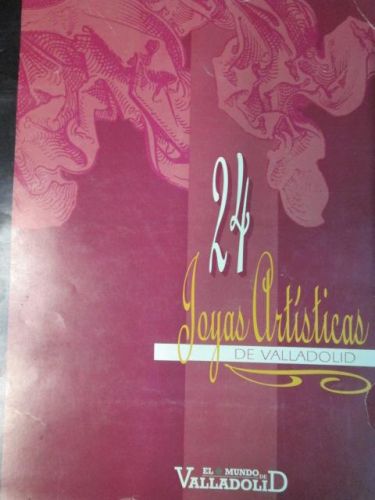 24
Joyas Artísticas
DE VALLADOLID
EL MUNDO DE
VALLADOLID